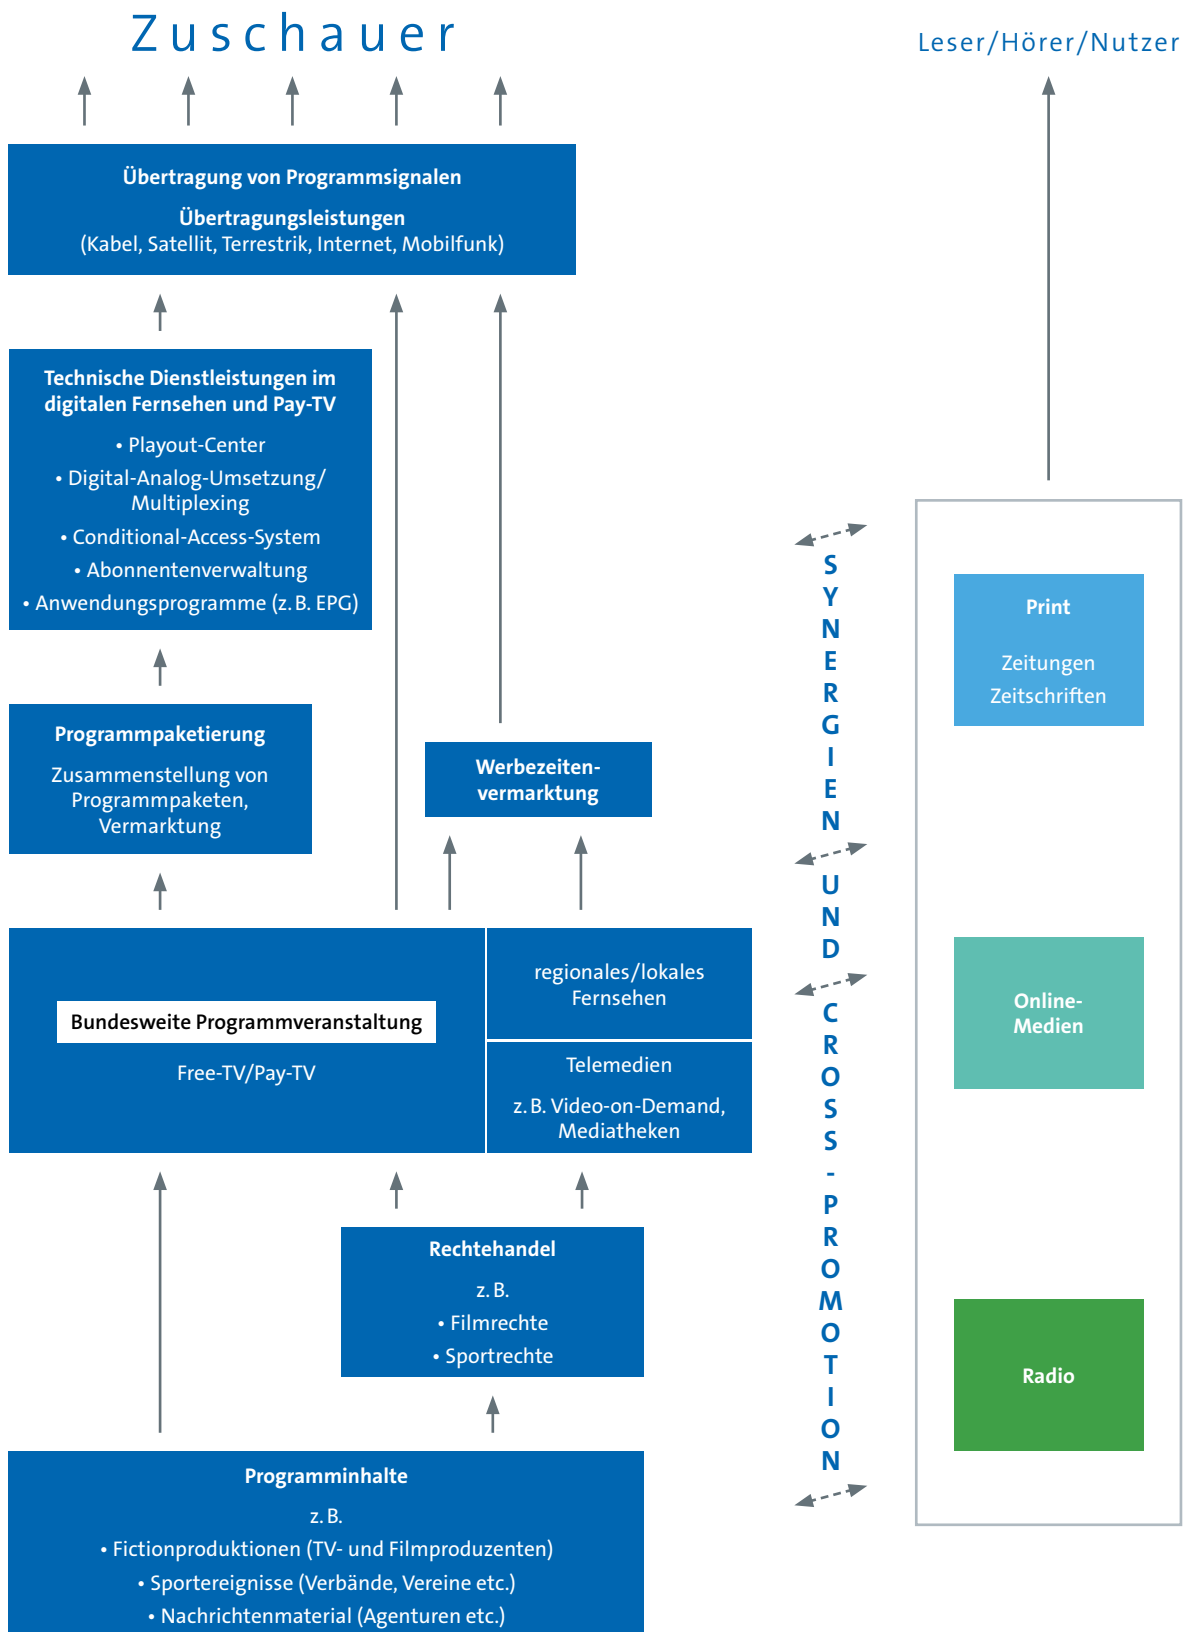 Zuschauer
Leser/Hörer/Nutzer
Übertragung von Programmsignalen
Übertragungsleistungen
(Kabel, Satellit, Terrestrik, Internet, Mobilfunk)
Technische Dienstleistungen im
digitalen Fernsehen und Pay-TV
• Playout-Center
• Digital-Analog-Umsetzung/
Multiplexing
• Conditional-Access-System
• Abonnentenverwaltung
• Anwendungsprogramme (z. B. EPG)
Programmpaketierung
Zusammenstellung von
Programmpaketen,
Vermarktung
Werbezeiten-
vermarktung
Bundesweite Programmveranstaltung
Free-TV/Pay-TV
regionales/lokales
Fernsehen
Telemedien
z. B. Video-on-Demand,
Mediatheken
Rechtehandel
z. B.
• Filmrechte
• Sportrechte
Programminhalte
z. B.
• Fictionproduktionen (TV- und Filmproduzenten)
• Sportereignisse (Verbände, Vereine etc.)
• Nachrichtenmaterial (Agenturen etc.)
SYNERGIEN UND CROSS-PROMOTION
Print
Zeitungen
Zeitschriften
Online-
Medien
Radio